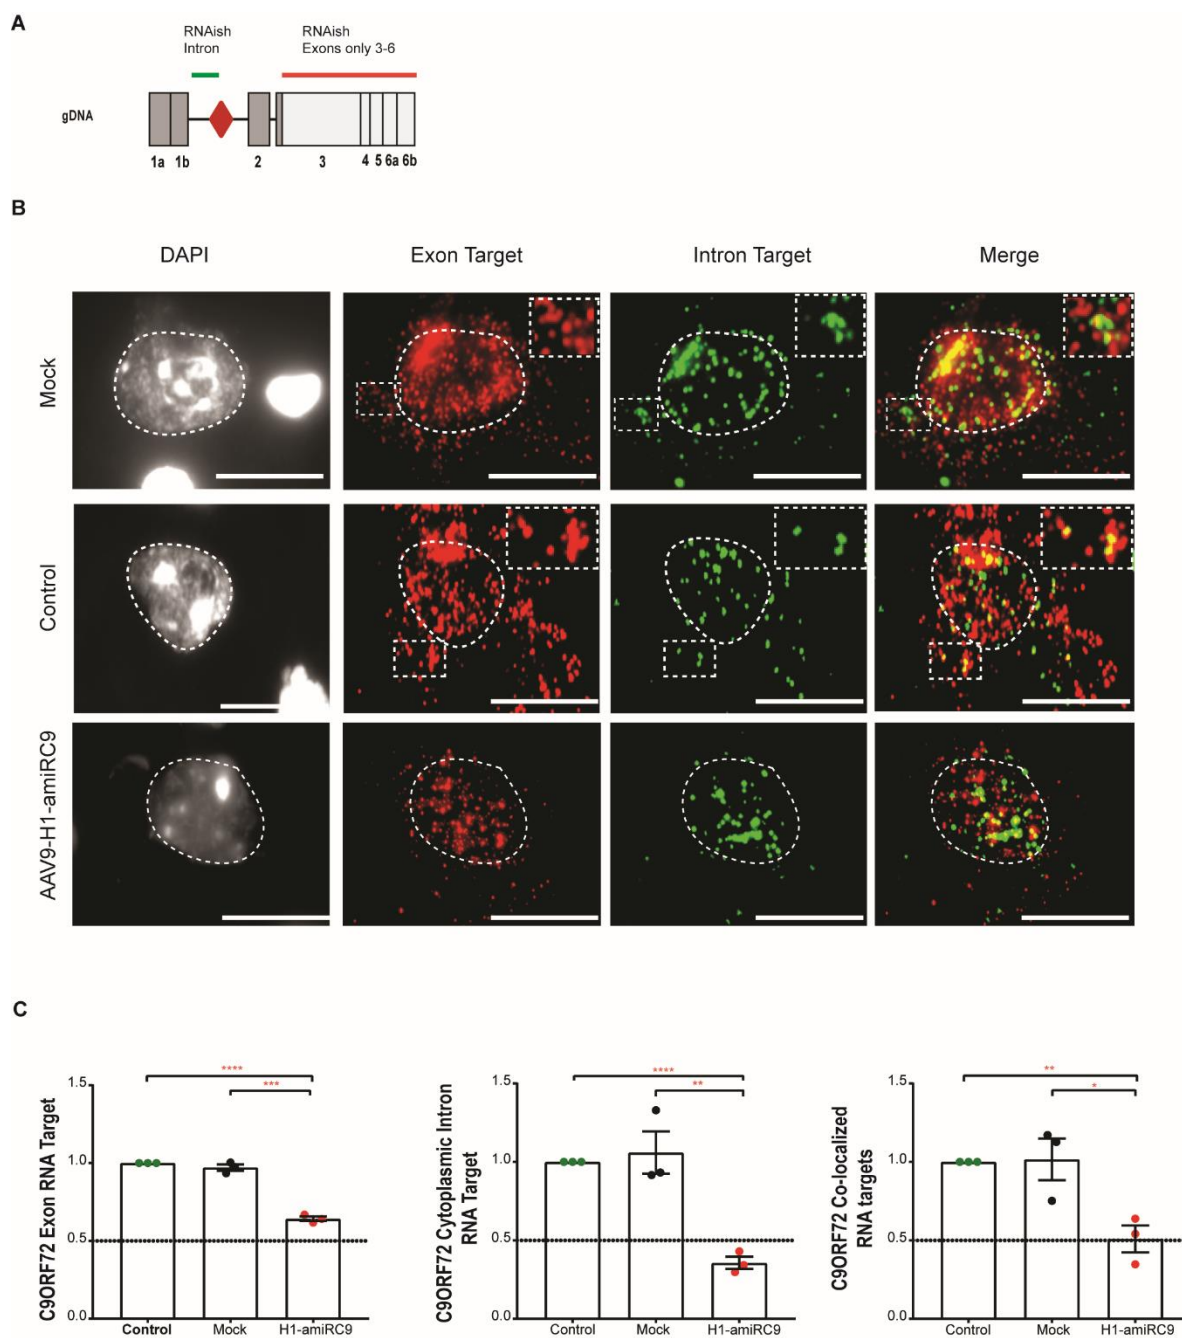 A
RNAish
Intron
RNAish
Exons only 3-6
gDNA
1a 1b 2 3 4 5 6a 6b
B
DAPI Exon Target Intron Target Merge
Mock
Control
AAV9-H1-amiRC9
C
C9ORF72 Exon RNA Target
1.5
1.0
0.5
0.0
**** ***
Control Mock H1-amiRC9
C9ORF72 Cytoplasmic Intron
RNA Target
1.5
1.0
0.5
0.0
**** **
Control Mock H1-amiRC9
C9ORF72 Co-localized
RNA targets
1.5
1.0
0.5
0.0
** *
Control Mock H1-amiRC9